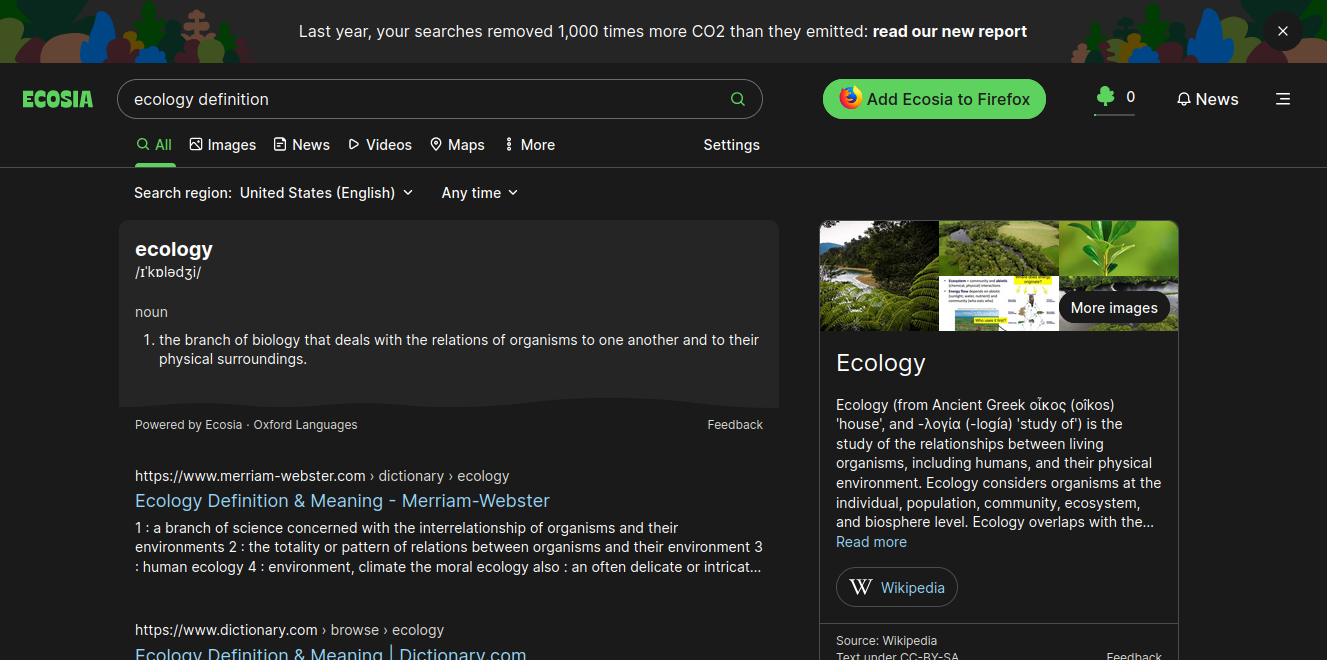 Last year, your searches removed 1,000 times more CO2 than they emitted: read our new report
ECOSIA
ecology definition
Add Ecosia to Firefox
0
News
All
Images
News
Videos
Maps
More
Settings
Search region: United States (English)
Any time
ecology
/ɪˈkɒlədʒi/
noun
1. the branch of biology that deals with the relations of organisms to one another and to their
physical surroundings.
Powered by Ecosia · Oxford Languages
Feedback
https://www.merriam-webster.com › dictionary › ecology
Ecology Definition & Meaning - Merriam-Webster
1 : a branch of science concerned with the interrelationship of organisms and their
environments 2 : the totality or pattern of relations between organisms and their environment 3
: human ecology 4 : environment, climate the moral ecology also : an often delicate or intricat...
https://www.dictionary.com › browse › ecology
Ecology Definition & Meaning | Dictionary.com
More images
Ecology
Ecology (from Ancient Greek οἶκος (oîkos)
'house', and -λογία (-logía) 'study of') is the
study of the relationships between living
organisms, including humans, and their physical
environment. Ecology considers organisms at the
individual, population, community, ecosystem,
and biosphere level. Ecology overlaps with the...
Read more
W Wikipedia
Source: Wikipedia
Text under CC-BY-SA
Feedback